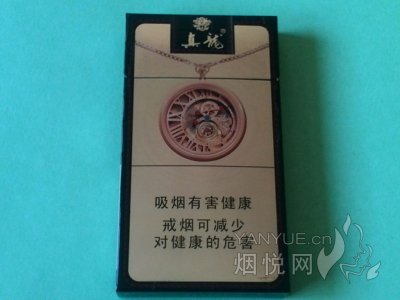 真龙
吸烟有害健康
戒烟可减少
对健康的危害
YANYUE.cn
烟悦网